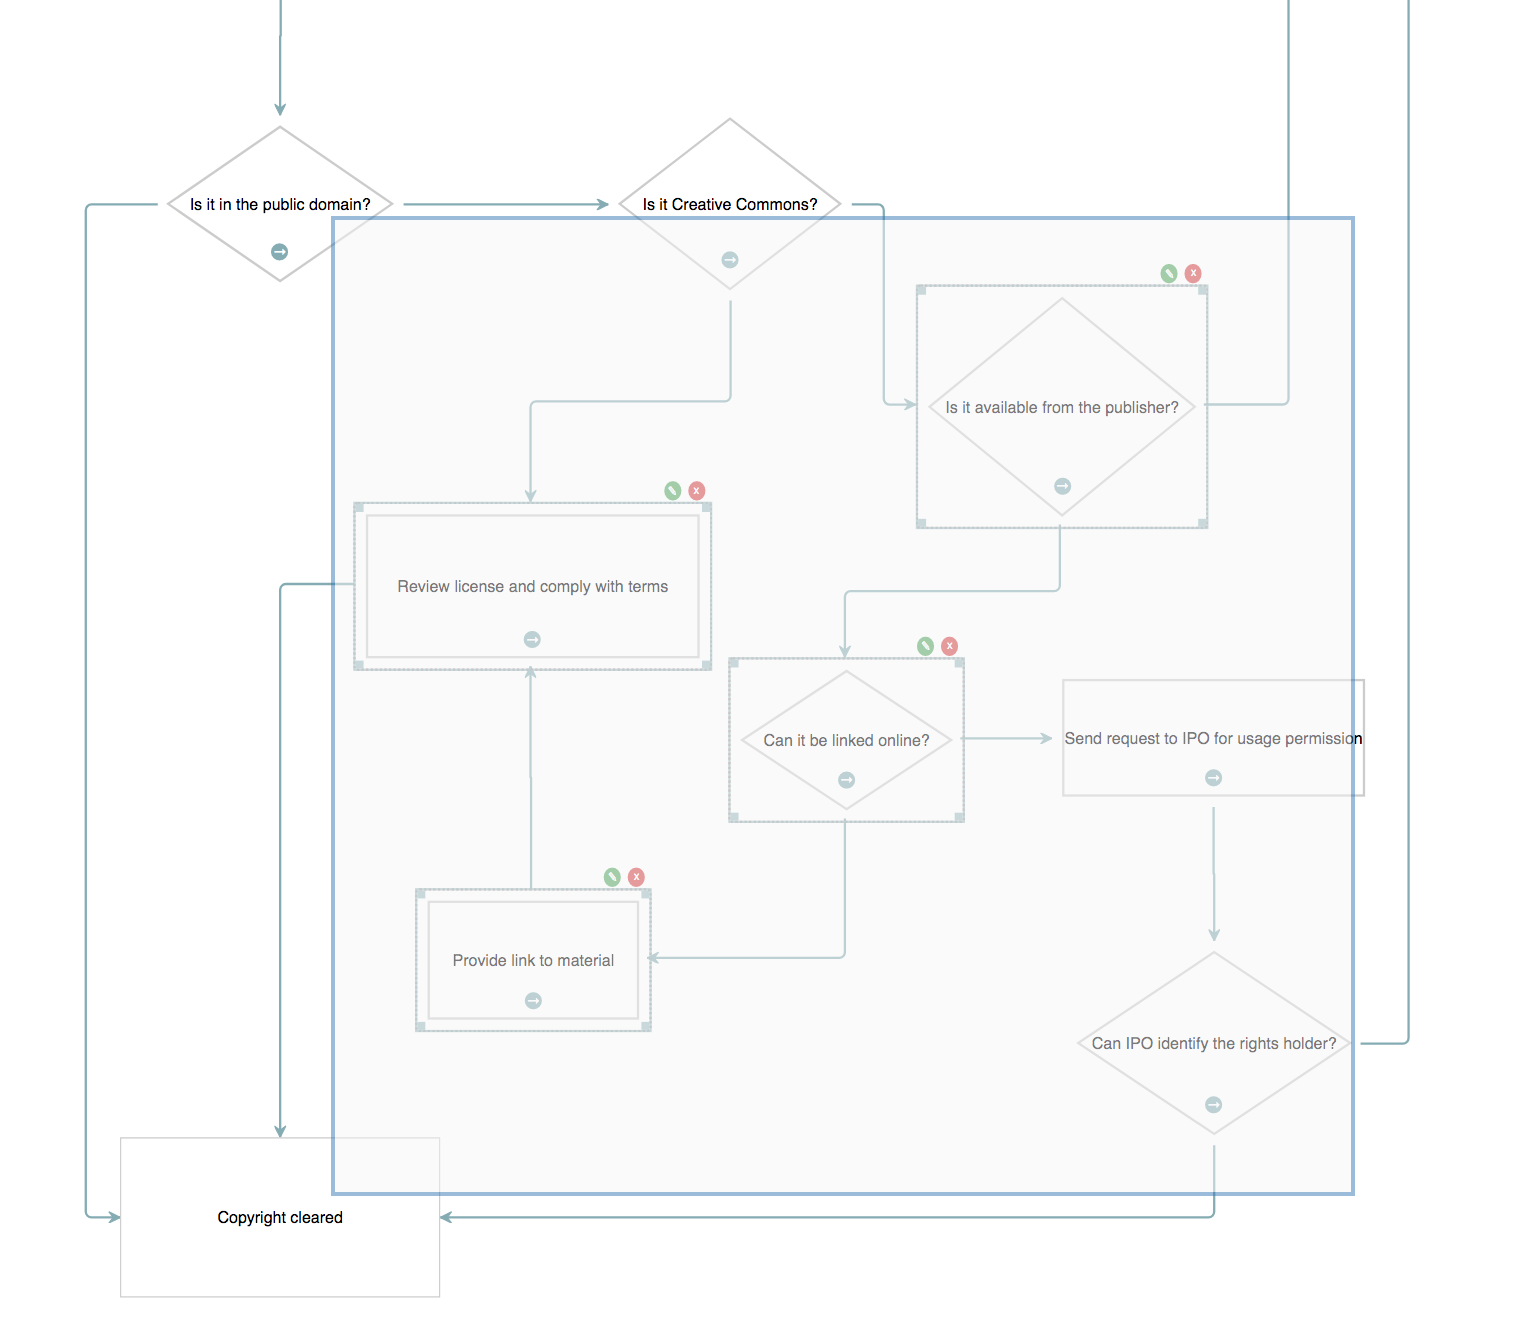 Is it in the public domain?
Is it Creative Commons?
Is it available from the publisher?
Review license and comply with terms
Can it be linked online?
Send request to IPO for usage permission
Provide link to material
Can IPO identify the rights holder?
Copyright cleared